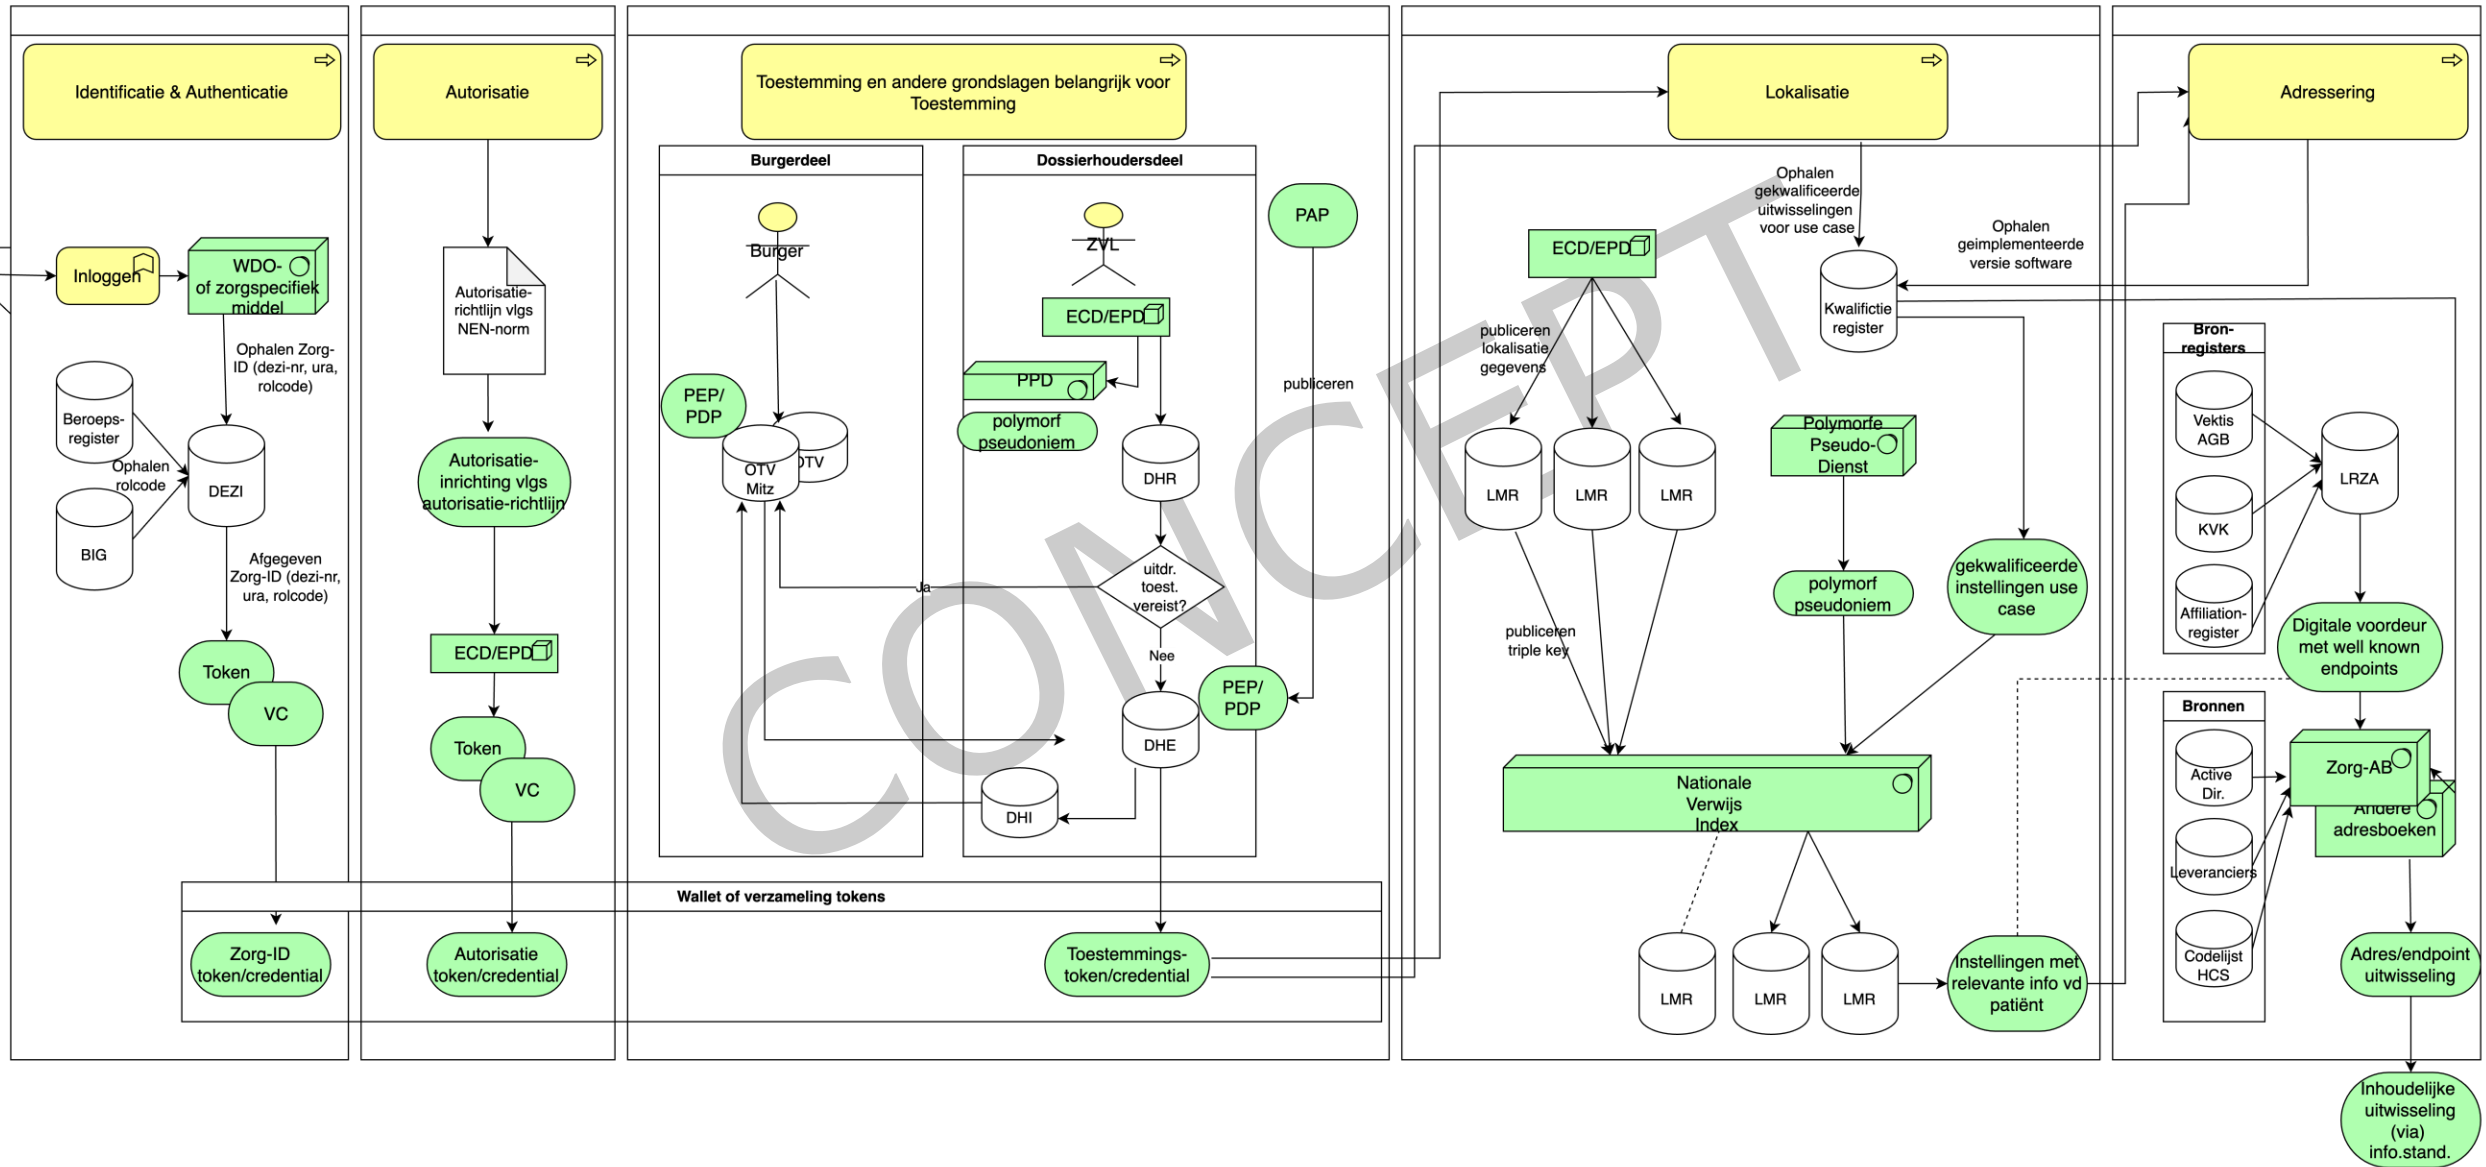 Identificatie & Authenticatie
Inloggen
WDO-
of zorgspecifiek
middel
Ophalen Zorg-
ID (dezi-nr, ura,
rolcode)
Beroeps-
register
Ophalen
rolcode
DEZI
BIG
Afgegeven
Zorg-ID (dezi-nr,
ura, rolcode)
Token
VC
Autorisatie
Autorisatie-
richtlijn vlgs
NEN-norm
Autorisatie-
inrichting vlgs
autorisatie-richtlijn
ECD/EPD
Token
VC
Toestemming en andere grondslagen belangrijk voor
Toestemming
Burgerdeel
Burger
PEP/
PDP
OTV
Mitz
OTV
Ja
Dossierhoudersdeel
ZVL
ECD/EPD
PPD
polymorf
pseudoniem
DHR
uitdr.
toest.
vereist?
Nee
DHE
DHI
PAP
publiceren
PEP/
PDP
Wallet of verzameling tokens
Zorg-ID
token/credential
Autorisatie
token/credential
Toestemmings-
token/credential
CONCEPT
Lokalisatie
Ophalen
gekwalificeerde
uitwisselingen
voor use case
Ophalen
geimplementeerde
versie software
ECD/EPD
Kwalifictie
register
publiceren
lokalisatie
gegevens
LMR
LMR
LMR
Polymorfe
Pseudo-
Dienst
polymorf
pseudoniem
gekwalificeerde
instellingen use
case
publiceren
triple key
Nationale
Verwijs
Index
LMR
LMR
LMR
Instellingen met
relevante info vd
patiënt
Adressering
Bron-
registers
Vektis
AGB
KVK
Affiliation-
register
LRZA
Digitale voordeur
met well known
endpoints
Bronnen
Active
Dir.
Leveranciers
Codelijst
HCS
Zorg-AB
Andere
adresboeken
Adres/endpoint
uitwisseling
Inhoudelijke
uitwisseling
(via)
info.stand.